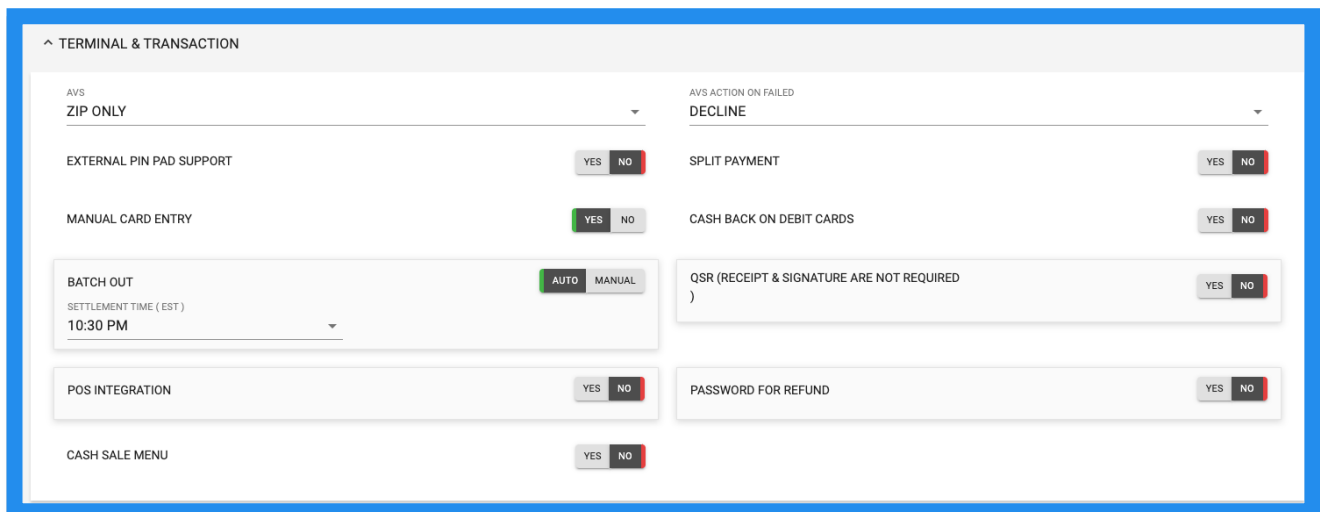 TERMINAL & TRANSACTION
AVS
ZIP ONLY
AVS ACTION ON FAILED
DECLINE
EXTERNAL PIN PAD SUPPORT YES NO
SPLIT PAYMENT YES NO
MANUAL CARD ENTRY YES NO
CASH BACK ON DEBIT CARDS YES NO
BATCH OUT AUTO MANUAL
SETTLEMENT TIME ( EST )
10:30 PM
QSR (RECEIPT & SIGNATURE ARE NOT REQUIRED
) YES NO
POS INTEGRATION YES NO
PASSWORD FOR REFUND YES NO
CASH SALE MENU YES NO